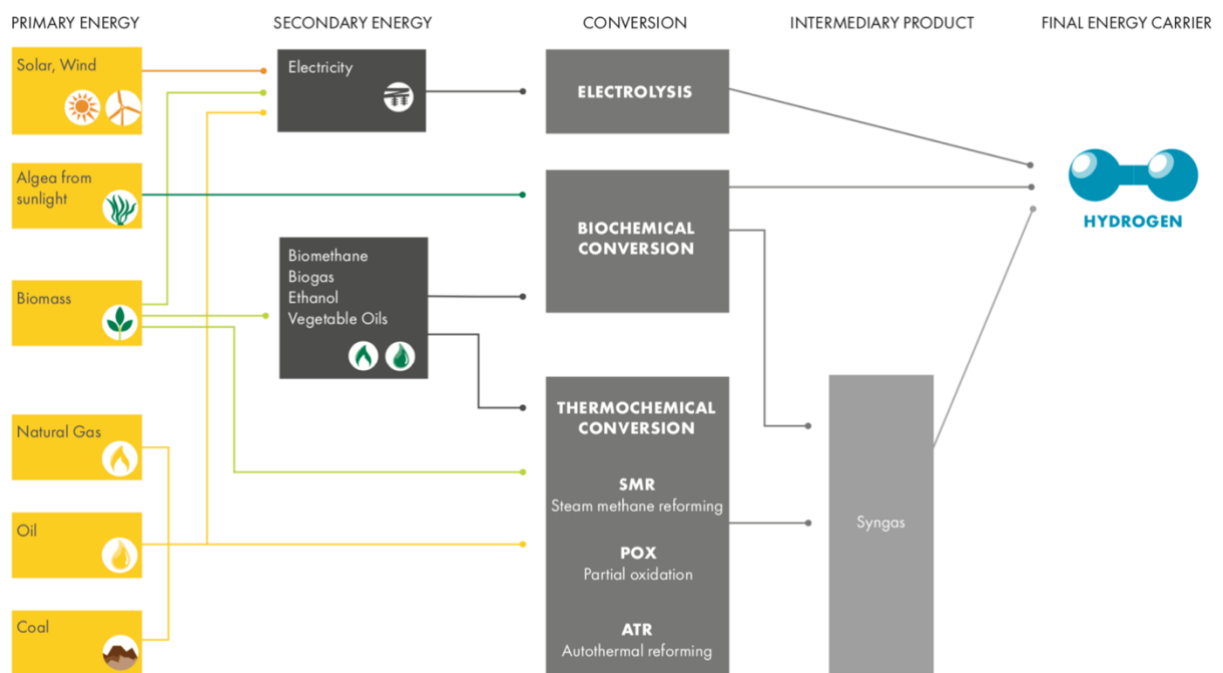 PRIMARY ENERGY
SECONDARY ENERGY
CONVERSION
INTERMEDIARY PRODUCT
FINAL ENERGY CARRIER
Solar, Wind
Electricity
ELECTROLYSIS
Algea from
sunlight
BIOCHEMICAL
CONVERSION
HYDROGEN
Biomethane
Biogas
Ethanol
Vegetable Oils
Biomass
THERMOCHEMICAL
CONVERSION
Natural Gas
SMR
Steam methane reforming
Oil
Syngas
POX
Partial oxidation
Coal
ATR
Autothermal reforming